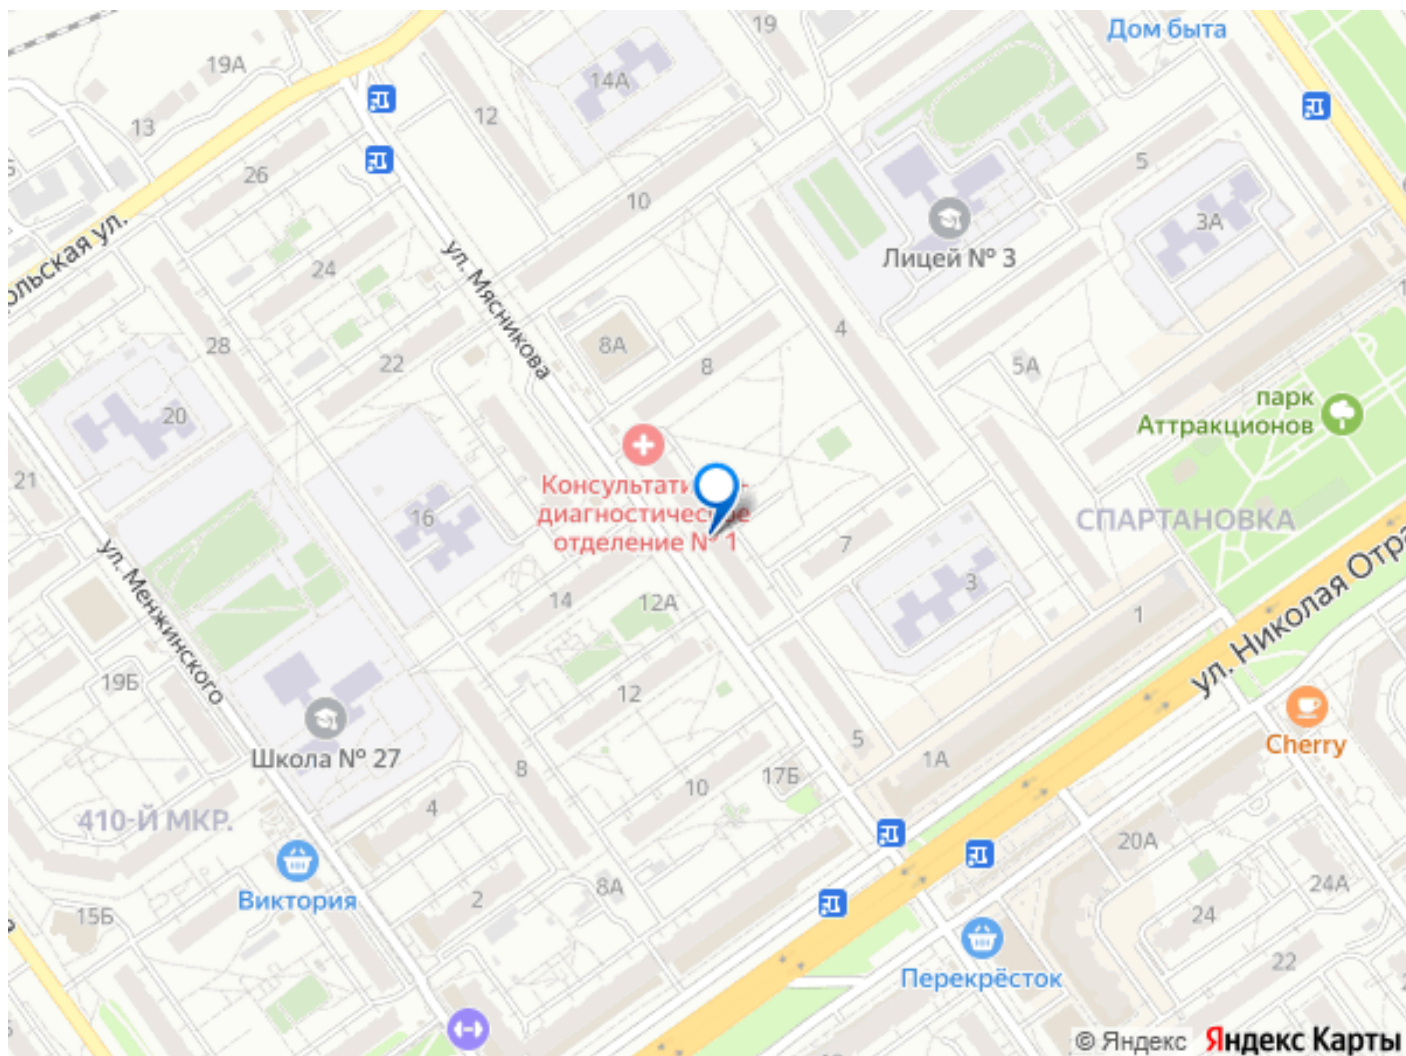 19
Дом быта
19А
14А
12
13
5
26
10
3А
Лицей № 3
ул. Мясникова
24
ольская ул.
4
28
8А
22
8
5А
парк
Аттракционов
20
21
Консультати
-
диагностическое
отделение № 1
16
СПАРТАНОВКА
7
3
ул. Менжинского
14
12А
1
ул. Николая Отра
19Б
12
Школа № 27
5
Cherry
8
1А
17Б
10
4
410-Й МКР.
20А
Виктория
8А
24А
2
15Б
24
22
Перекрёсток
© Яндекс Яндекс Карты